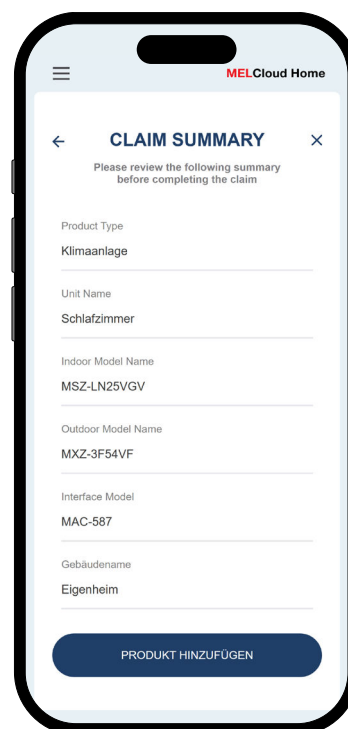 MELCloud Home
CLAIM SUMMARY
Please review the following summary
before completing the claim
Product Type
Klimaanlage
Unit Name
Schlafzimmer
Indoor Model Name
MSZ-LN25VGV
Outdoor Model Name
MXZ-3F54VF
Interface Model
MAC-587
Gebäudename
Eigenheim
PRODUKT HINZUFÜGEN